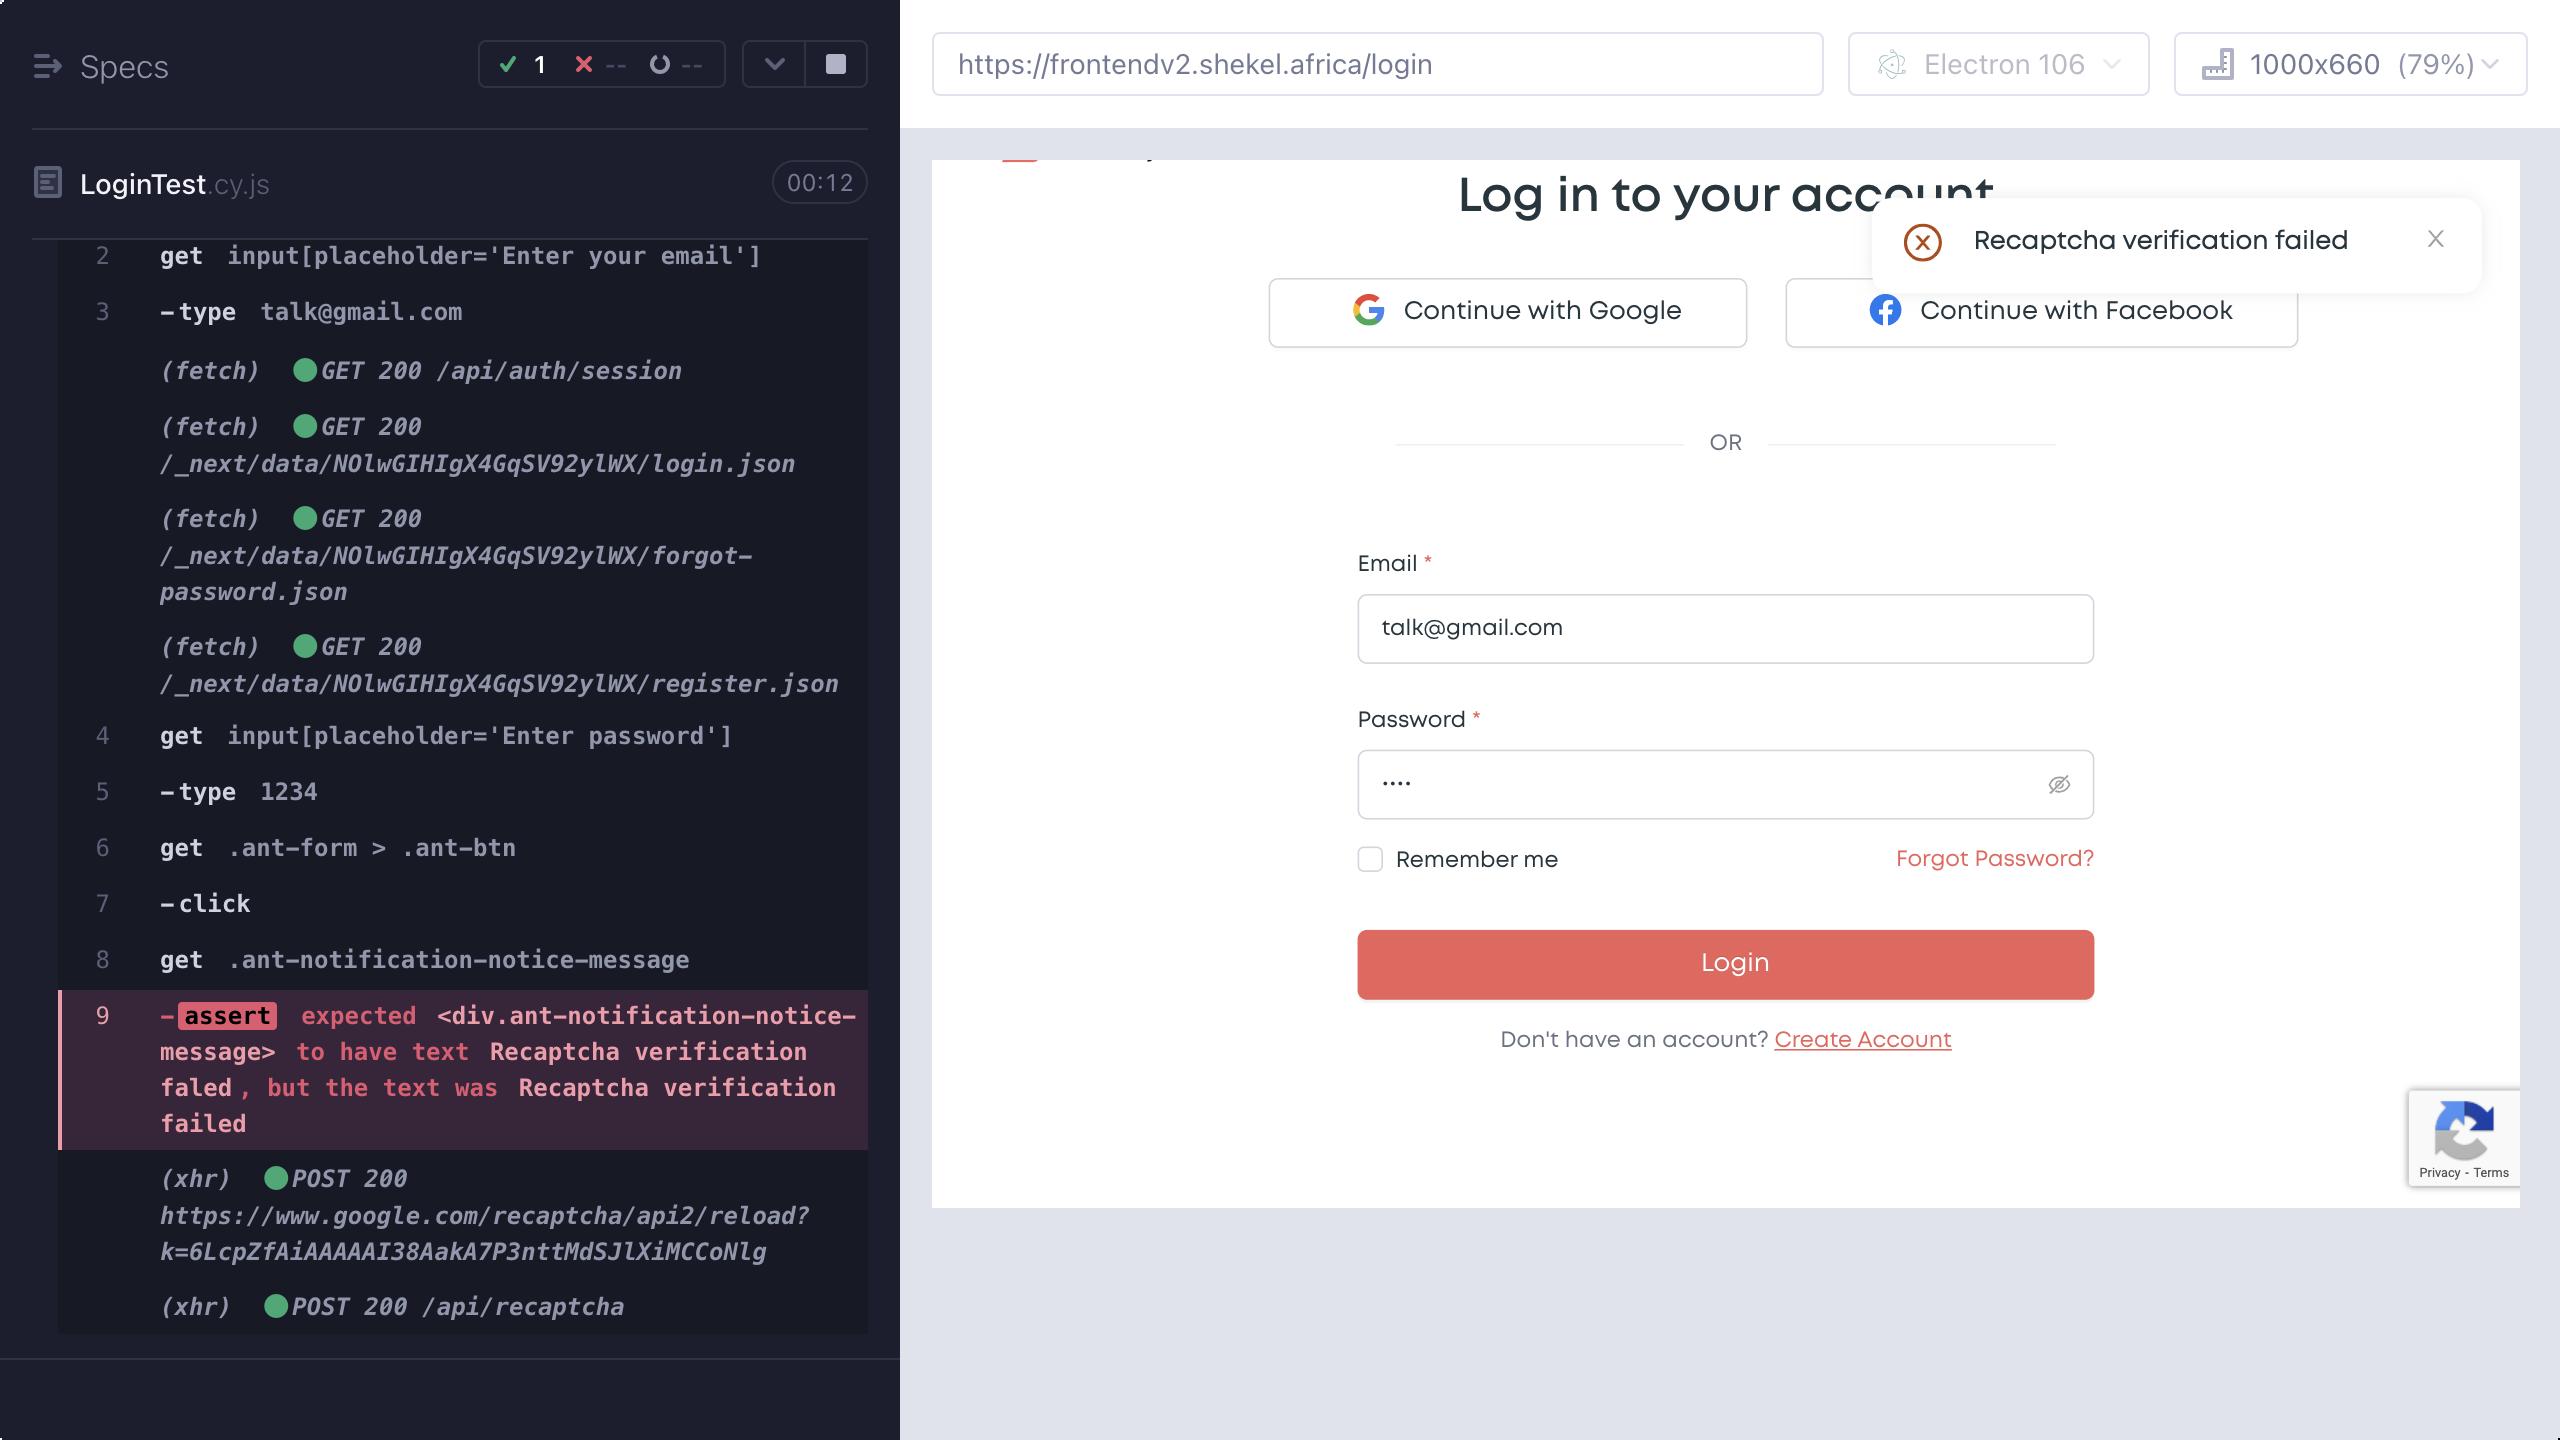 Specs
1
--
--
LoginTest.cy.js
00:12
2 get input[placeholder='Enter your email']
3 -type talk@gmail.com
(fetch) GET 200 /api/auth/session
(fetch) GET 200
/_next/data/NOlwGIHIgX4GqSV92ylWX/login.json
(fetch) GET 200
/_next/data/NOlwGIHIgX4GqSV92ylWX/forgot-
password.json
(fetch) GET 200
/_next/data/NOlwGIHIgX4GqSV92ylWX/register.json
4 get input[placeholder='Enter password']
5 -type 1234
6 get .ant-form > .ant-btn
7 -click
8 get .ant-notification-notice-message
9 -assert expected <div.ant-notification-notice-
message> to have text Recaptcha verification
faled, but the text was Recaptcha verification
failed
(xhr) POST 200
https://www.google.com/recaptcha/api2/reload?
k=6LcpZfAiAAAAAI38AakA7P3nttMdSJlXiMCCoNlg
(xhr) POST 200 /api/recaptcha
https://frontendv2.shekel.africa/login
Electron 106
1000x660 (79%)
Log in to your account
Recaptcha verification failed
Continue with Google
Continue with Facebook
OR
Email *
talk@gmail.com
Password *
••••
Remember me
Forgot Password?
Login
Don't have an account? Create Account
Privacy - Terms